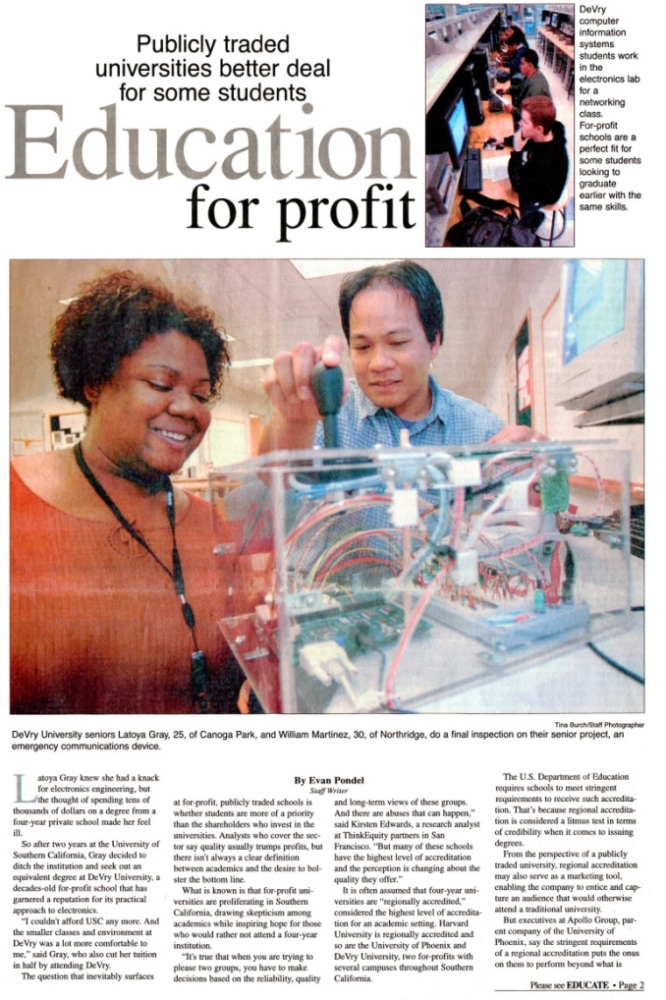 Publicly traded
universities better deal
for some students
Education
for profit
DeVry
computer
information
systems
students work
in the
electronics lab
for a
networking
class.
For-profit
schools are a
perfect fit for
some students
looking to
graduate
earlier with the
same skills.
Tina Burch/Staff Photographer
DeVry University seniors Latoya Gray, 25, of Canoga Park, and William Martinez, 30, of Northridge, do a final inspection on their senior project, an
emergency communications device.
By Evan Pondel
Staff Writer
Latoya Gray knew she had a knack
for electronics engineering, but
the thought of spending tens of
thousands of dollars on a degree from a
four-year private school made her feel
ill.
So after two years at the University of
Southern California, Gray decided to
ditch the institution and seek out an
equivalent degree at DeVry University, a
decades-old for-profit school that has
garnered a reputation for its practical
approach to electronics.
"I couldn't afford USC any more. And
the smaller classes and environment at
DeVry was a lot more comfortable to
me," said Gray, who also cut her tuition
in half by attending DeVry.
The question that inevitably surfaces
at for-profit, publicly traded schools is
whether students are more of a priority
than the shareholders who invest in the
universities. Analysts who cover the sec-
tor say quality usually trumps profits, but
there isn't always a clear definition
between academics and the desire to bol-
ster the bottom line.
What is known is that for-profit uni-
versities are proliferating in Southern
California, drawing skepticism among
academics while inspiring hope for those
who would rather not attend a four-year
institution.
"It's true that when you are trying to
please two groups, you have to make
decisions based on the reliability, quality
and long-term views of these groups.
And there are abuses that can happen,"
said Kirsten Edwards, a research analyst
at ThinkEquity partners in San
Francisco. "But many of these schools
have the highest level of accreditation
and the perception is changing about the
quality they offer."
It is often assumed that four-year uni-
versities are "regionally accredited,"
considered the highest level of accredita-
tion for an academic setting. Harvard
University is regionally accredited and
so are the University of Phoenix and
DeVry University, two for-profits with
several campuses throughout Southern
California.
The U.S. Department of Education
requires schools to meet stringent
requirements to receive such accredita-
tion. That's because regional accredita-
tion is considered a litmus test in terms
of credibility when it comes to issuing
degrees.
From the perspective of a publicly
traded university, regional accreditation
may also serve as a marketing tool,
enabling the company to entice and cap-
ture an audience that would otherwise
attend a traditional university.
But executives at Apollo Group, par-
ent company of the University of
Phoenix, say the stringent requirements
of a regional accreditation puts the onus
on them to perform beyond what is
Please see EDUCATE • Page 2